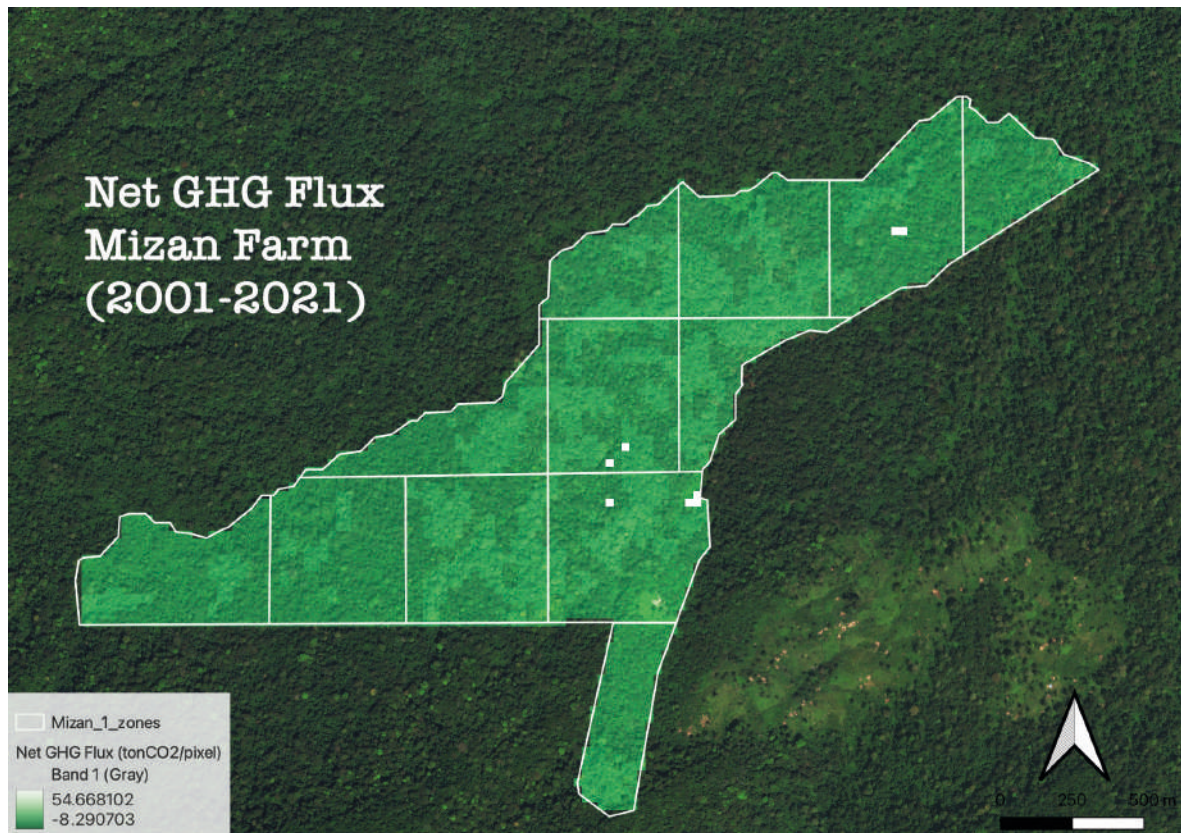 Net GHG Flux
Mizan Farm
(2001-2021)
Mizan_1_zones
Net GHG Flux (tonCO2/pixel)
Band 1 (Gray)
54.668102
-8.290703
0 250 500 m